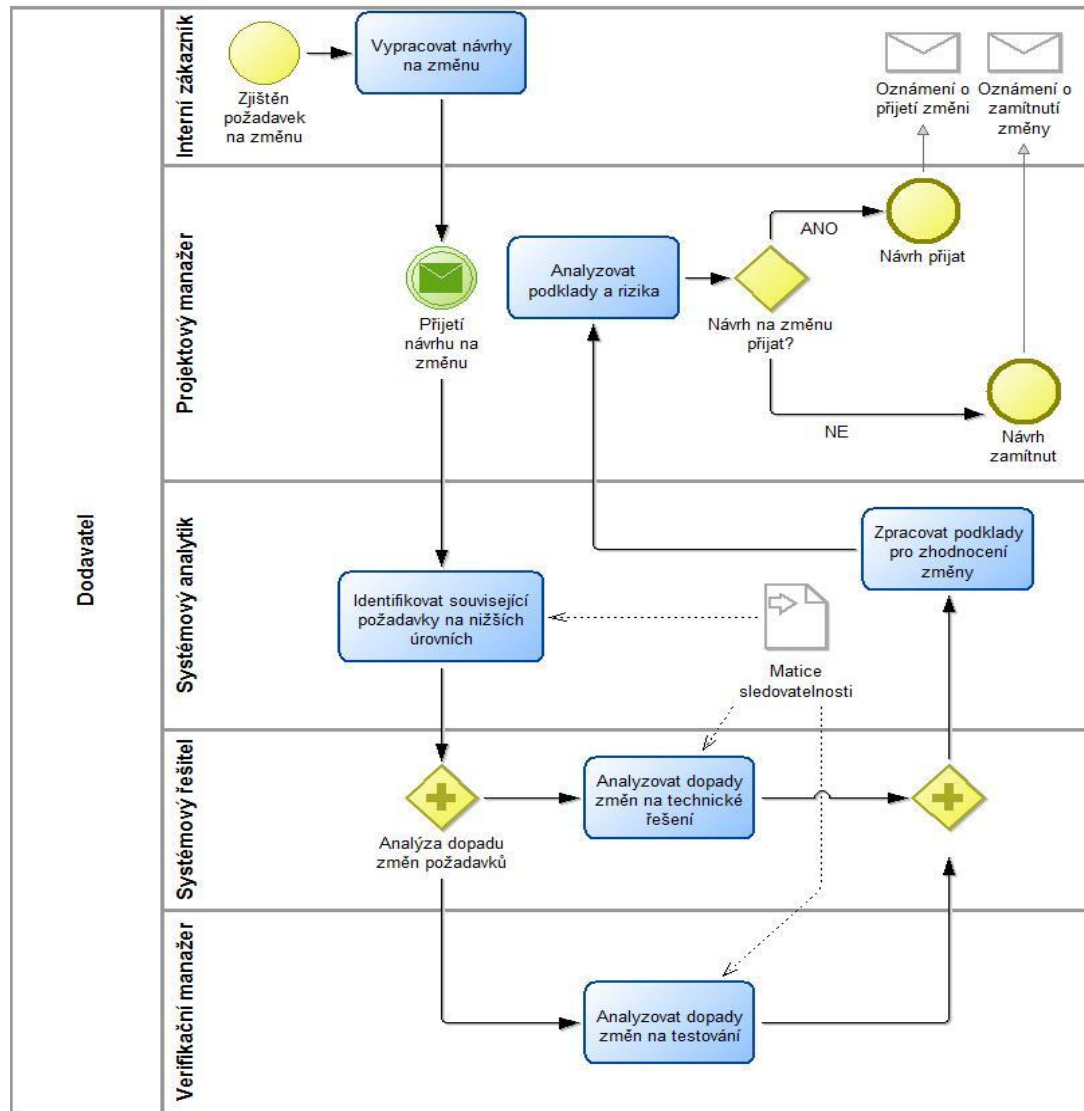 Dodavatel
Interní zákazník
Zjištěn
požadavek
na změnu
Vypracovat návrhy
na změnu
Oznámení o
přijetí změni
Oznámení o
zamítnutí
změny
Projektový manažer
Přijetí
návrhu na
změnu
Analyzovat
podklady a rizika
Návrh na změnu
přijat?
ANO
Návrh přijat
NE
Návrh
zamítnut
Systémový analytik
Identifikovat související
požadavky na nižších
úrovních
Matice
sledovatelnosti
Zpracovat podklady
pro zhodnocení
změny
Systémový řešitel
Analýza dopadu
změn požadavků
Analyzovat dopady
změn na technické
řešení
Verifikační manažer
Analyzovat dopady
změn na testování